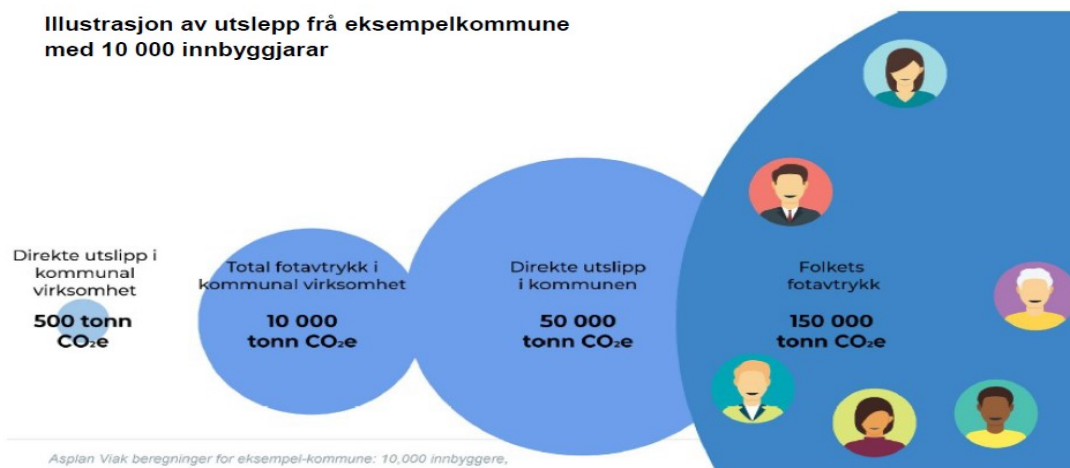 Illustrasjon av utslepp frå eksempelkommune
med 10 000 innbyggjarar
Direkte utslipp i
kommunal
virksomhet
500 tonn
CO₂e
Total fotavtrykk i
kommunal virksomhet
10 000
tonn CO₂e
Direkte utslipp
i kommunen
50 000
tonn CO₂e
Folkets
fotavtrykk
150 000
tonn CO₂e
Asplan Viak beregninger for eksempel-kommune: 10,000 innbyggere,